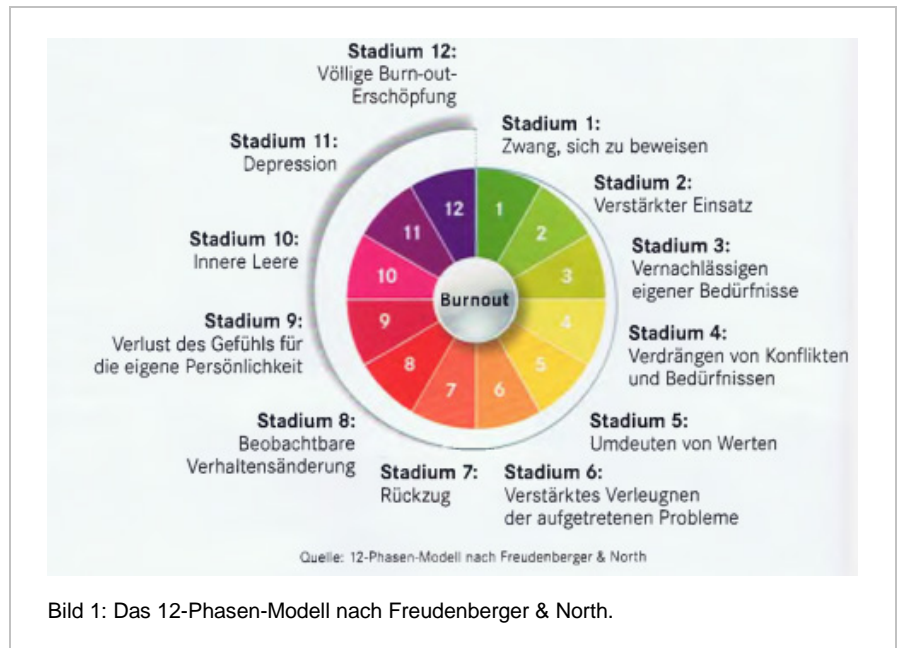 Stadium 12:
Völlige Burn-out-
Erschöpfung
Stadium 1:
Zwang, sich zu beweisen
Stadium 2:
Verstärkter Einsatz
Stadium 3:
Vernachlässigen
eigener Bedürfnisse
Stadium 4:
Verdrängen von Konflikten
und Bedürfnissen
Stadium 5:
Umdeuten von Werten
Stadium 6:
Verstärktes Verleugnen
der aufgetretenen Probleme
Stadium 7:
Rückzug
Stadium 8:
Beobachtbare
Verhaltensänderung
Stadium 9:
Verlust des Gefühls für
die eigene Persönlichkeit
Stadium 10:
Innere Leere
Stadium 11:
Depression
1
2
3
4
5
6
7
8
9
10
11
12
Burnout
Quelle: 12-Phasen-Modell nach Freudenberger & North
Bild 1: Das 12-Phasen-Modell nach Freudenberger & North.